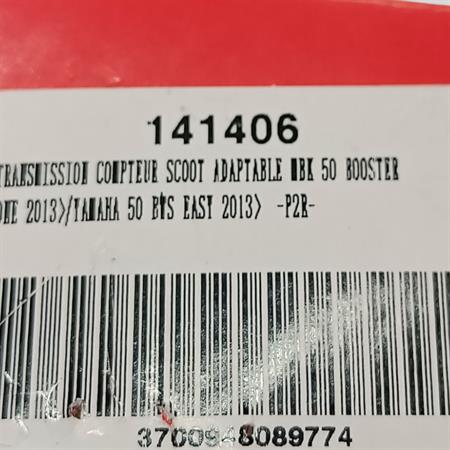 141406
TRANSMISSION COMPTEUR SCOOT ADAPTABLE MBK 50 BOOSTER
ONE 2013>/YAMAHA 50 BWS EASY 2013> -P2R-
3700948089774